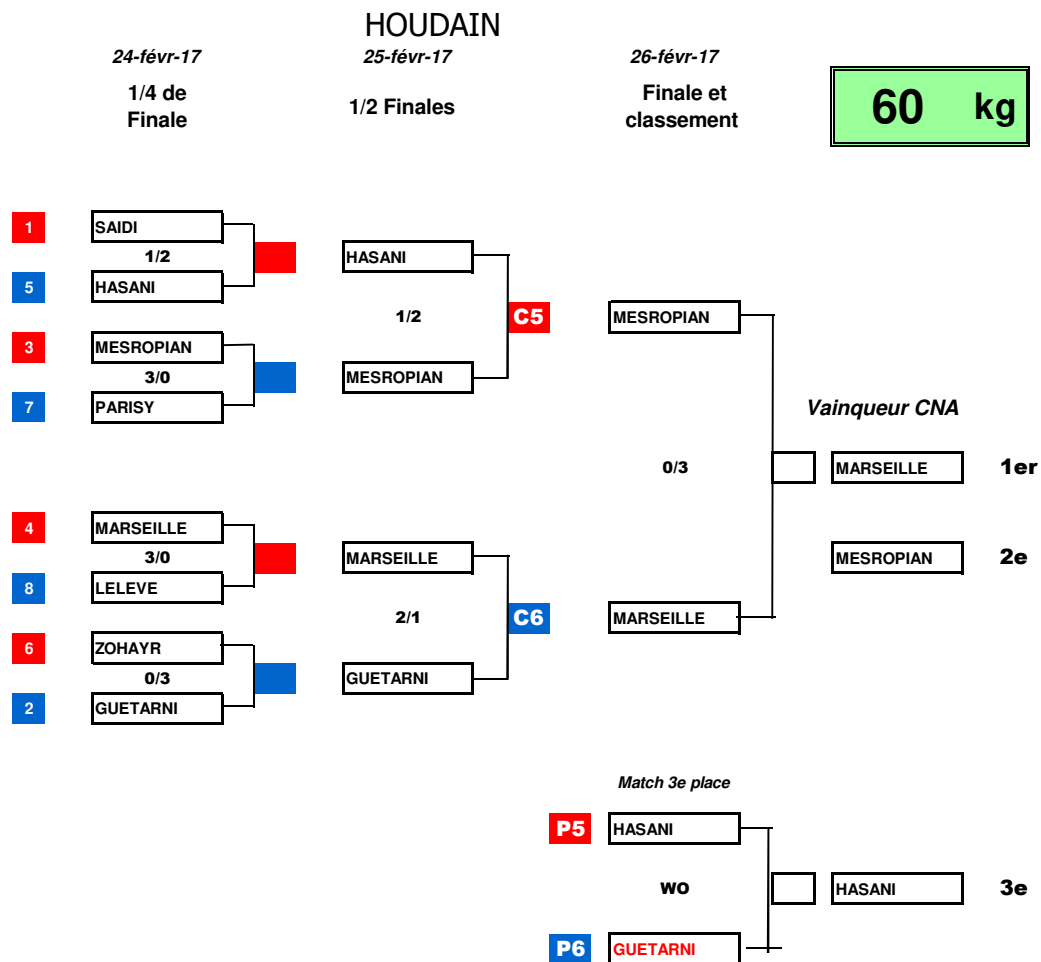 HOUDAIN
24-févr-17 25-févr-17 26-févr-17
1/4 de
Finale
1/2 Finales
Finale et
classement
60 kg
1 SAIDI
1/2
5 HASANI
3 MESROPIAN
3/0
7 PARISY
HASANI
1/2
C5
MESROPIAN
MESROPIAN
Vainqueur CNA
0/3
MARSEILLE 1er
MESROPIAN 2e
4 MARSEILLE
3/0
8 LELEVE
6 ZOHAYR
0/3
2 GUETARNI
MARSEILLE
2/1
C6
GUETARNI
MARSEILLE
Match 3e place
P5 HASANI
WO
HASANI 3e
P6 GUETARNI